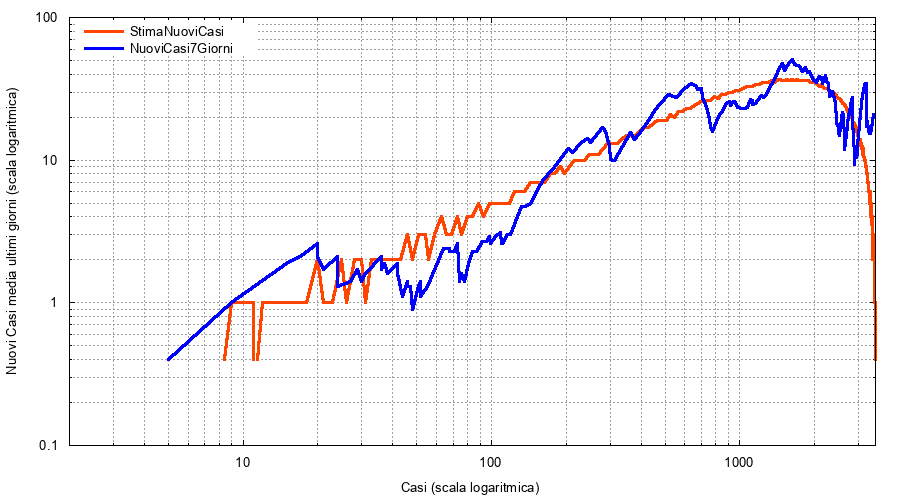 100
StimaNuoviCasi
NuoviCasi7Giorni
10
1
0.1
Nuovi Casi media ultimi giorni (scala logaritmica)
10 100 1000
Casi (scala logaritmica)